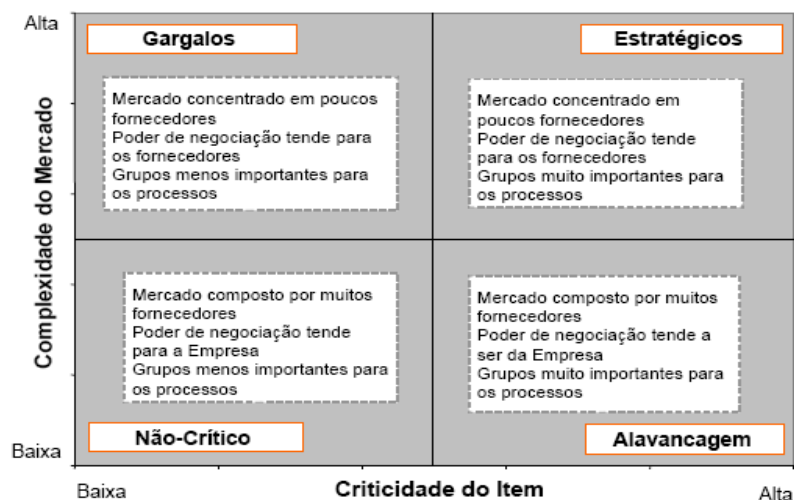 Alta
Gargalos
Estratégicos
Mercado concentrado em poucos
fornecedores
Poder de negociação tende para
os fornecedores
Grupos menos importantes para
os processos
Mercado concentrado em
poucos fornecedores
Poder de negociação tende
para os fornecedores
Grupos muito importantes para
os processos
Complexidade do Mercado
Mercado composto por muitos
fornecedores
Poder de negociação tende
para a Empresa
Grupos menos importantes para
os processos
Mercado composto por muitos
fornecedores
Poder de negociação tende a
ser da Empresa
Grupos muito importantes para
os processos
Não-Crítico
Alavancagem
Baixa
Baixa
Criticidade do Item
Alta